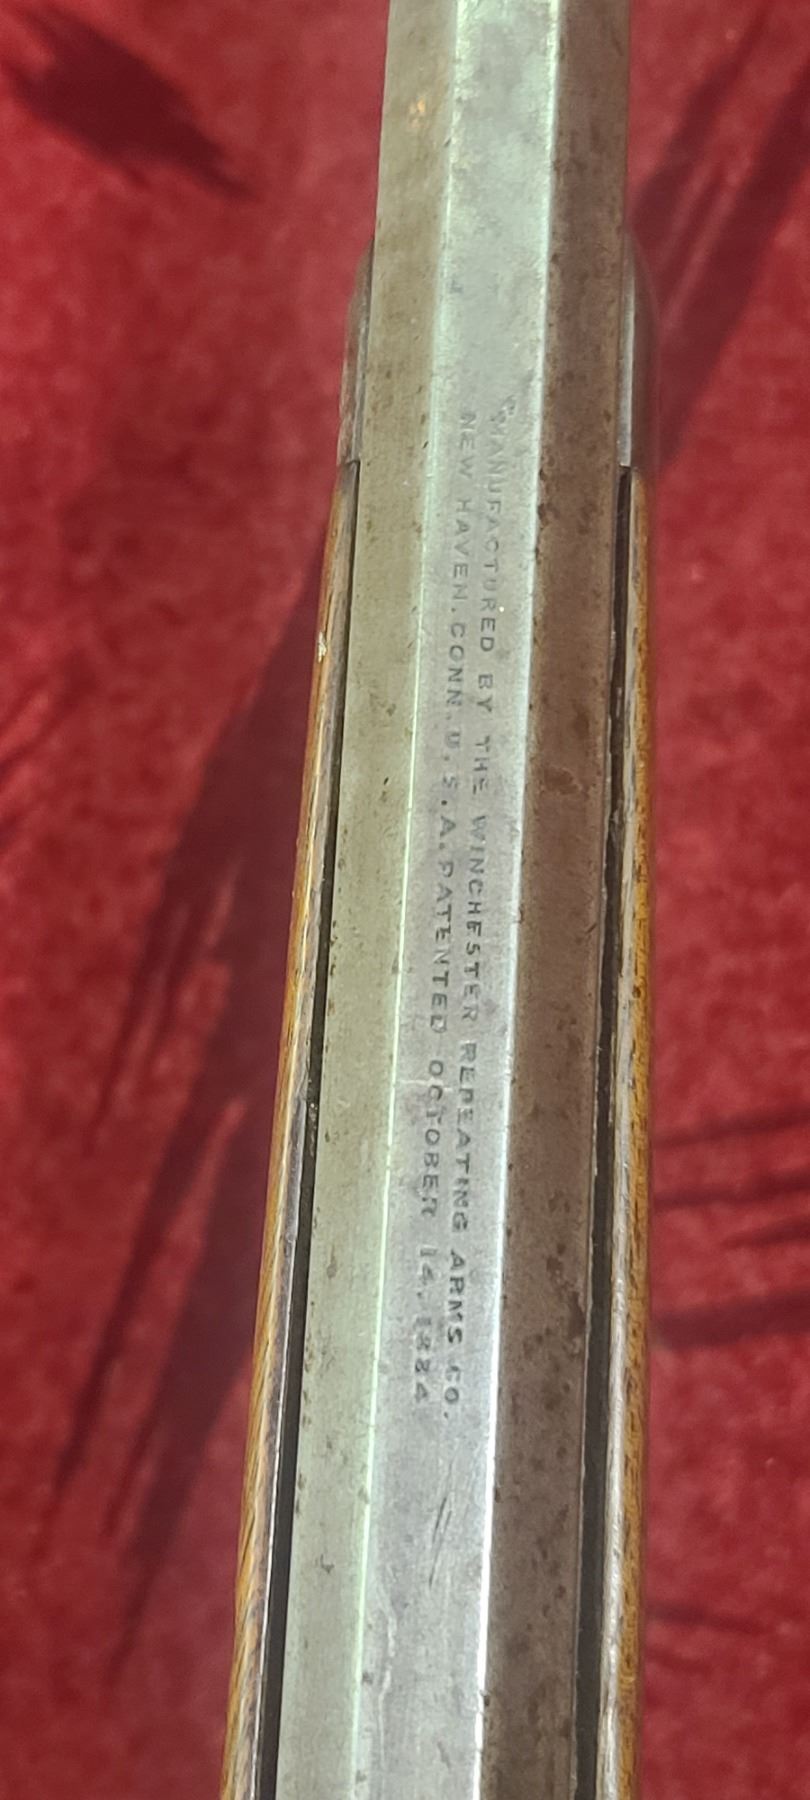 MANUFACTURED BY THE WINCHESTER REPEATING ARMS CO.
NEW HAVEN. CONN. U.S.A. PATENTED OCTOBER 14. 1884